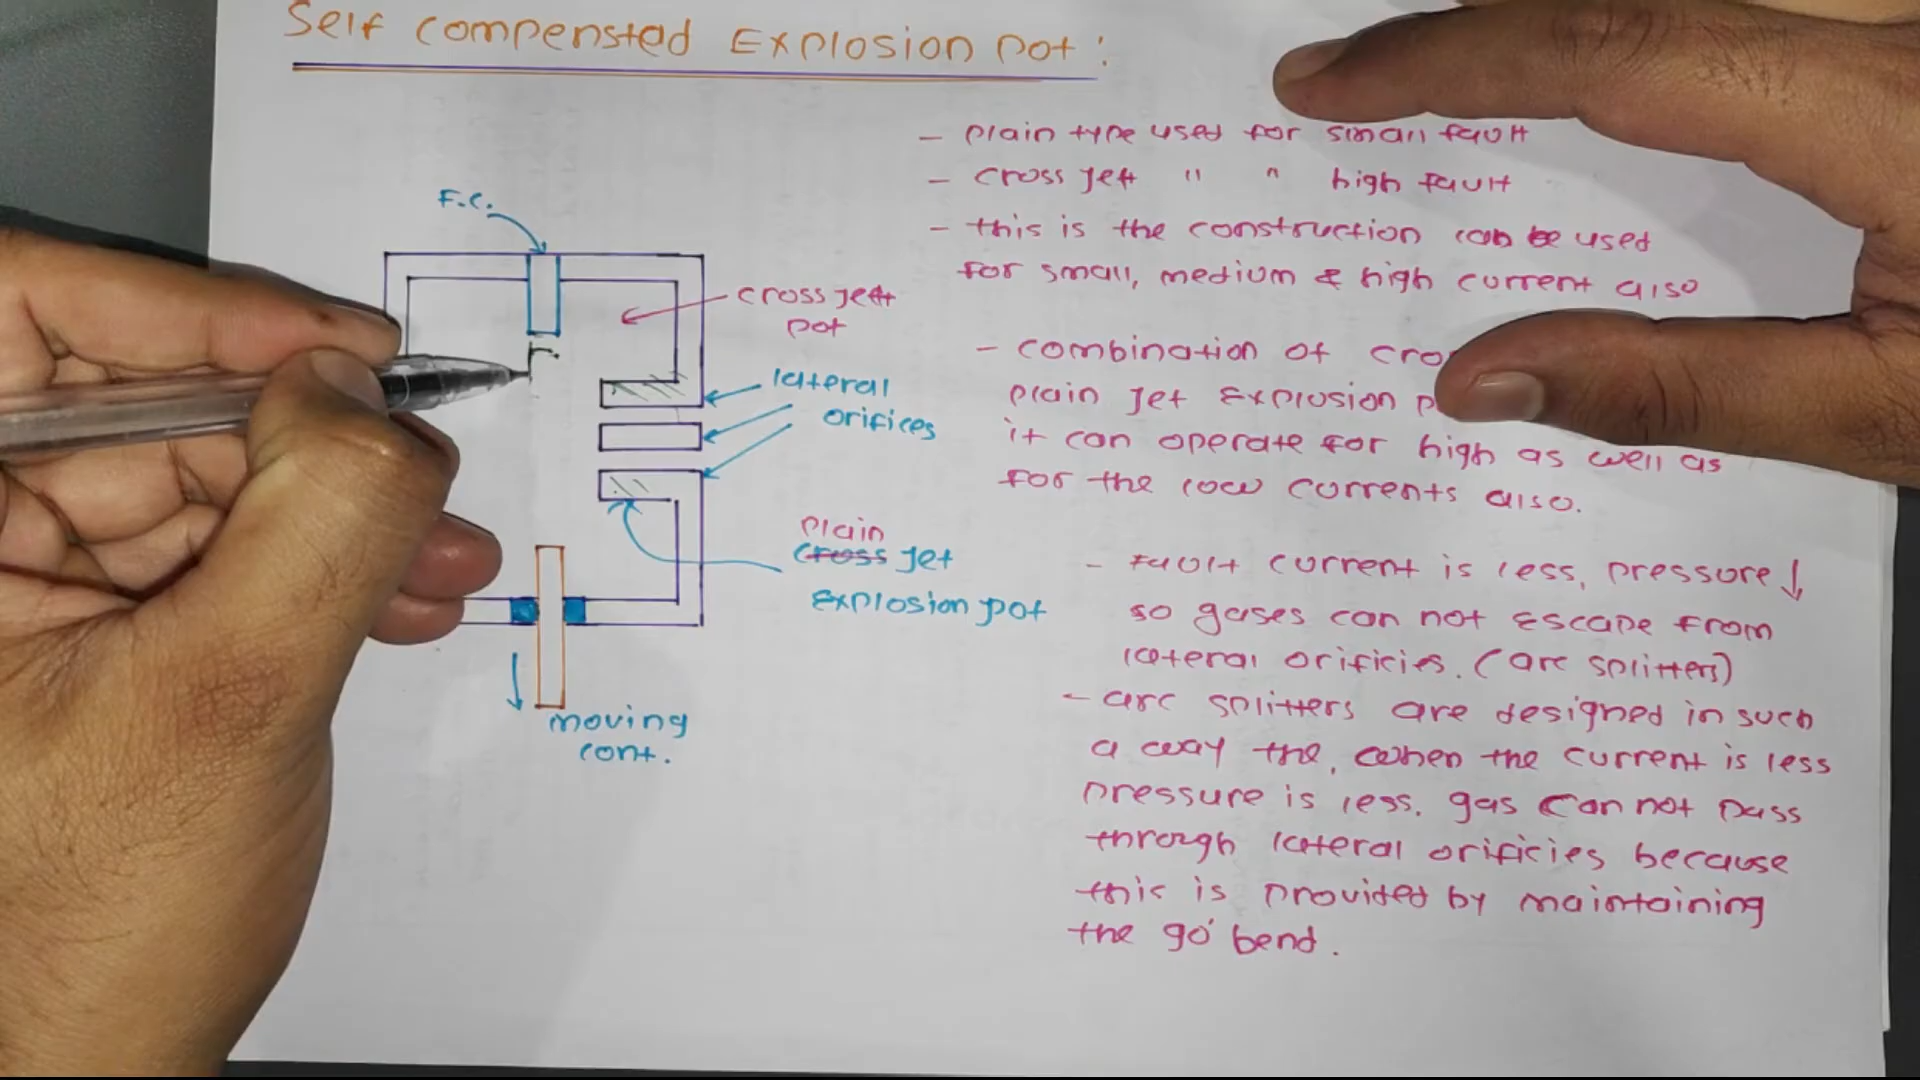 Self compensted Explosion pot:
- plain type used for small fault
- cross jett " " high fault
- this is the construction can be used
for small, medium & high current also
- combination of cro
plain jet Explosion p
it can operate for high as well as
for the low currents also.
- fault current is less, pressure↓
so gases can not Escape from
lateral orificies. (arc splitters)
- arc splitters are designed in such
a way the, when the current is less
pressure is less. gas can not pass
through lateral orificies because
this is provided by maintaining
the 90° bend.
F.C.
cross jett
pot
lateral
orifices
plain
cross jet
Explosion pot
moving
cont.